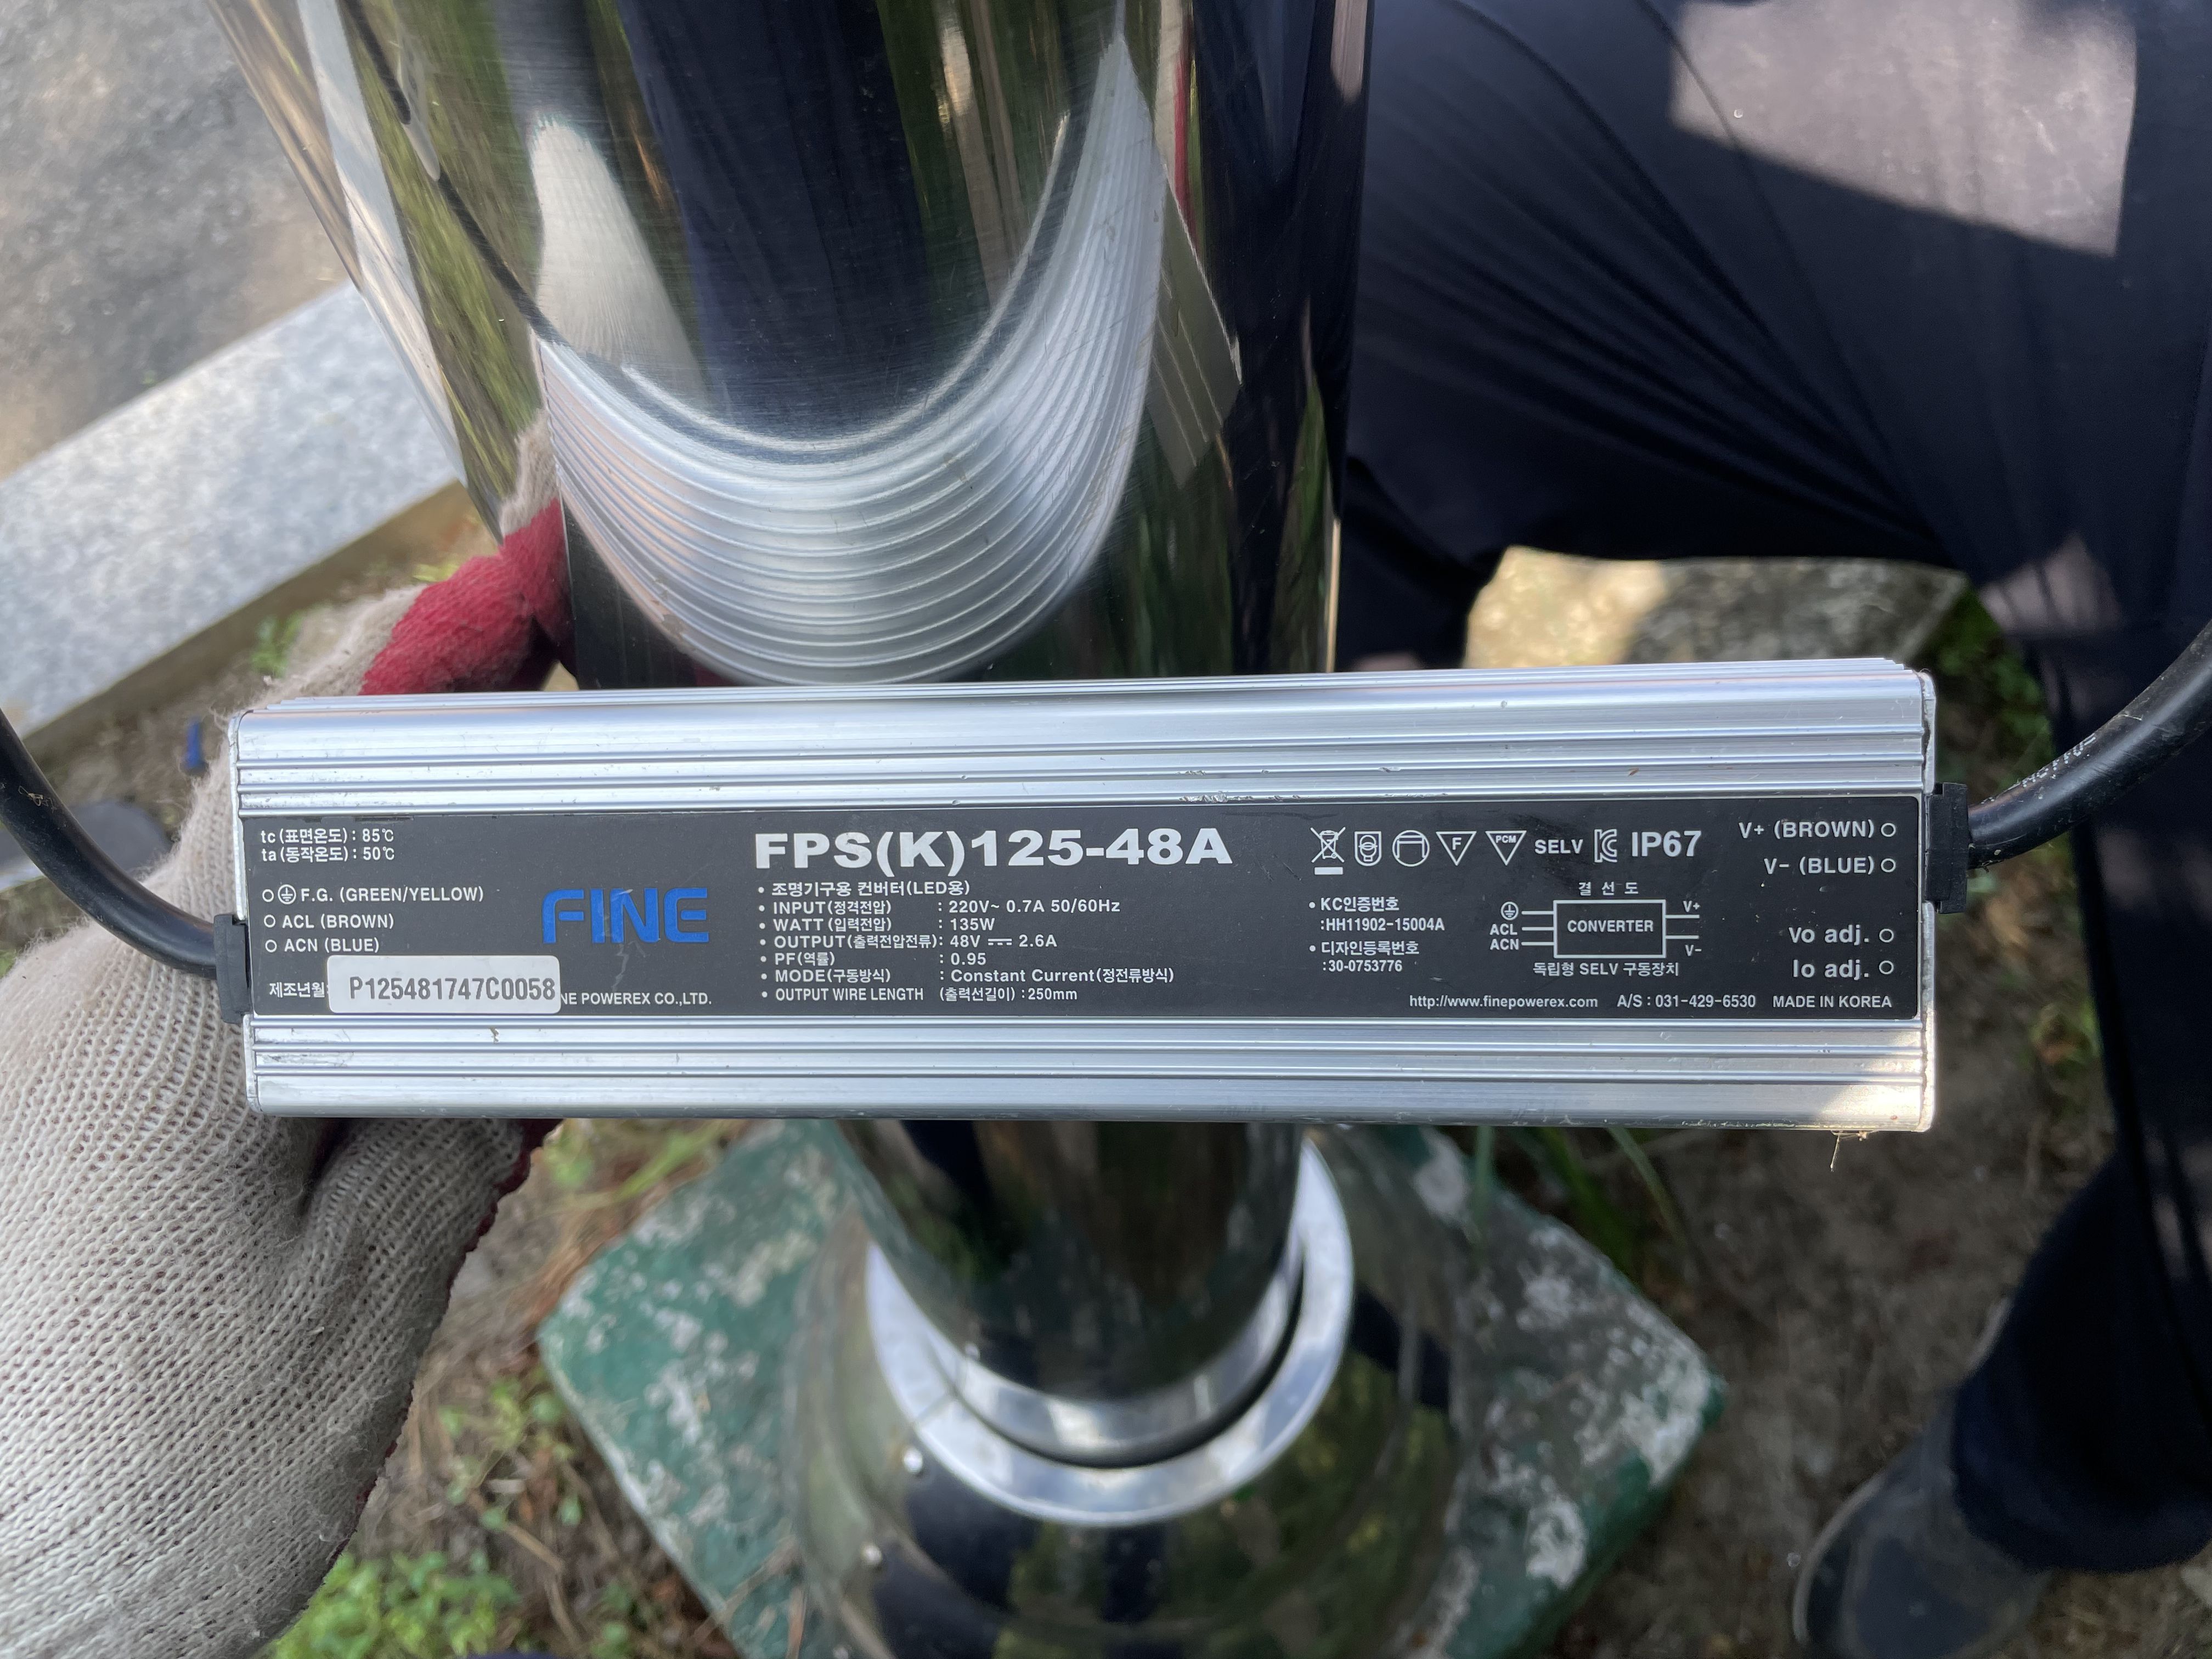 tc (표면온도) : 85℃
ta (동작온도) : 50℃
F.G. (GREEN/YELLOW)
ACL (BROWN)
ACN (BLUE)
제조년월:
P125481747C0058
NE POWEREX CO.,LTD.
FINE
FPS(K)125-48A
• 조명기구용 컨버터(LED용)
• INPUT(정격전압) : 220V~ 0.7A 50/60Hz
• WATT (입력전압) : 135W
• OUTPUT(출력전압전류): 48V ⎓ 2.6A
• PF(역률) : 0.95
• MODE(구동방식) : Constant Current(정전류방식)
• OUTPUT WIRE LENGTH (출력선길이) : 250mm
F
PCM
SELV
IP67
• KC인증번호
:HH11902-15004A
• 디자인등록번호
:30-0753776
결 선 도
ACL
ACN
CONVERTER
V+
V-
독립형 SELV 구동장치
http://www.finepowerex.com A/S : 031-429-6530 MADE IN KOREA
V+ (BROWN)
V- (BLUE)
Vo adj.
Io adj.